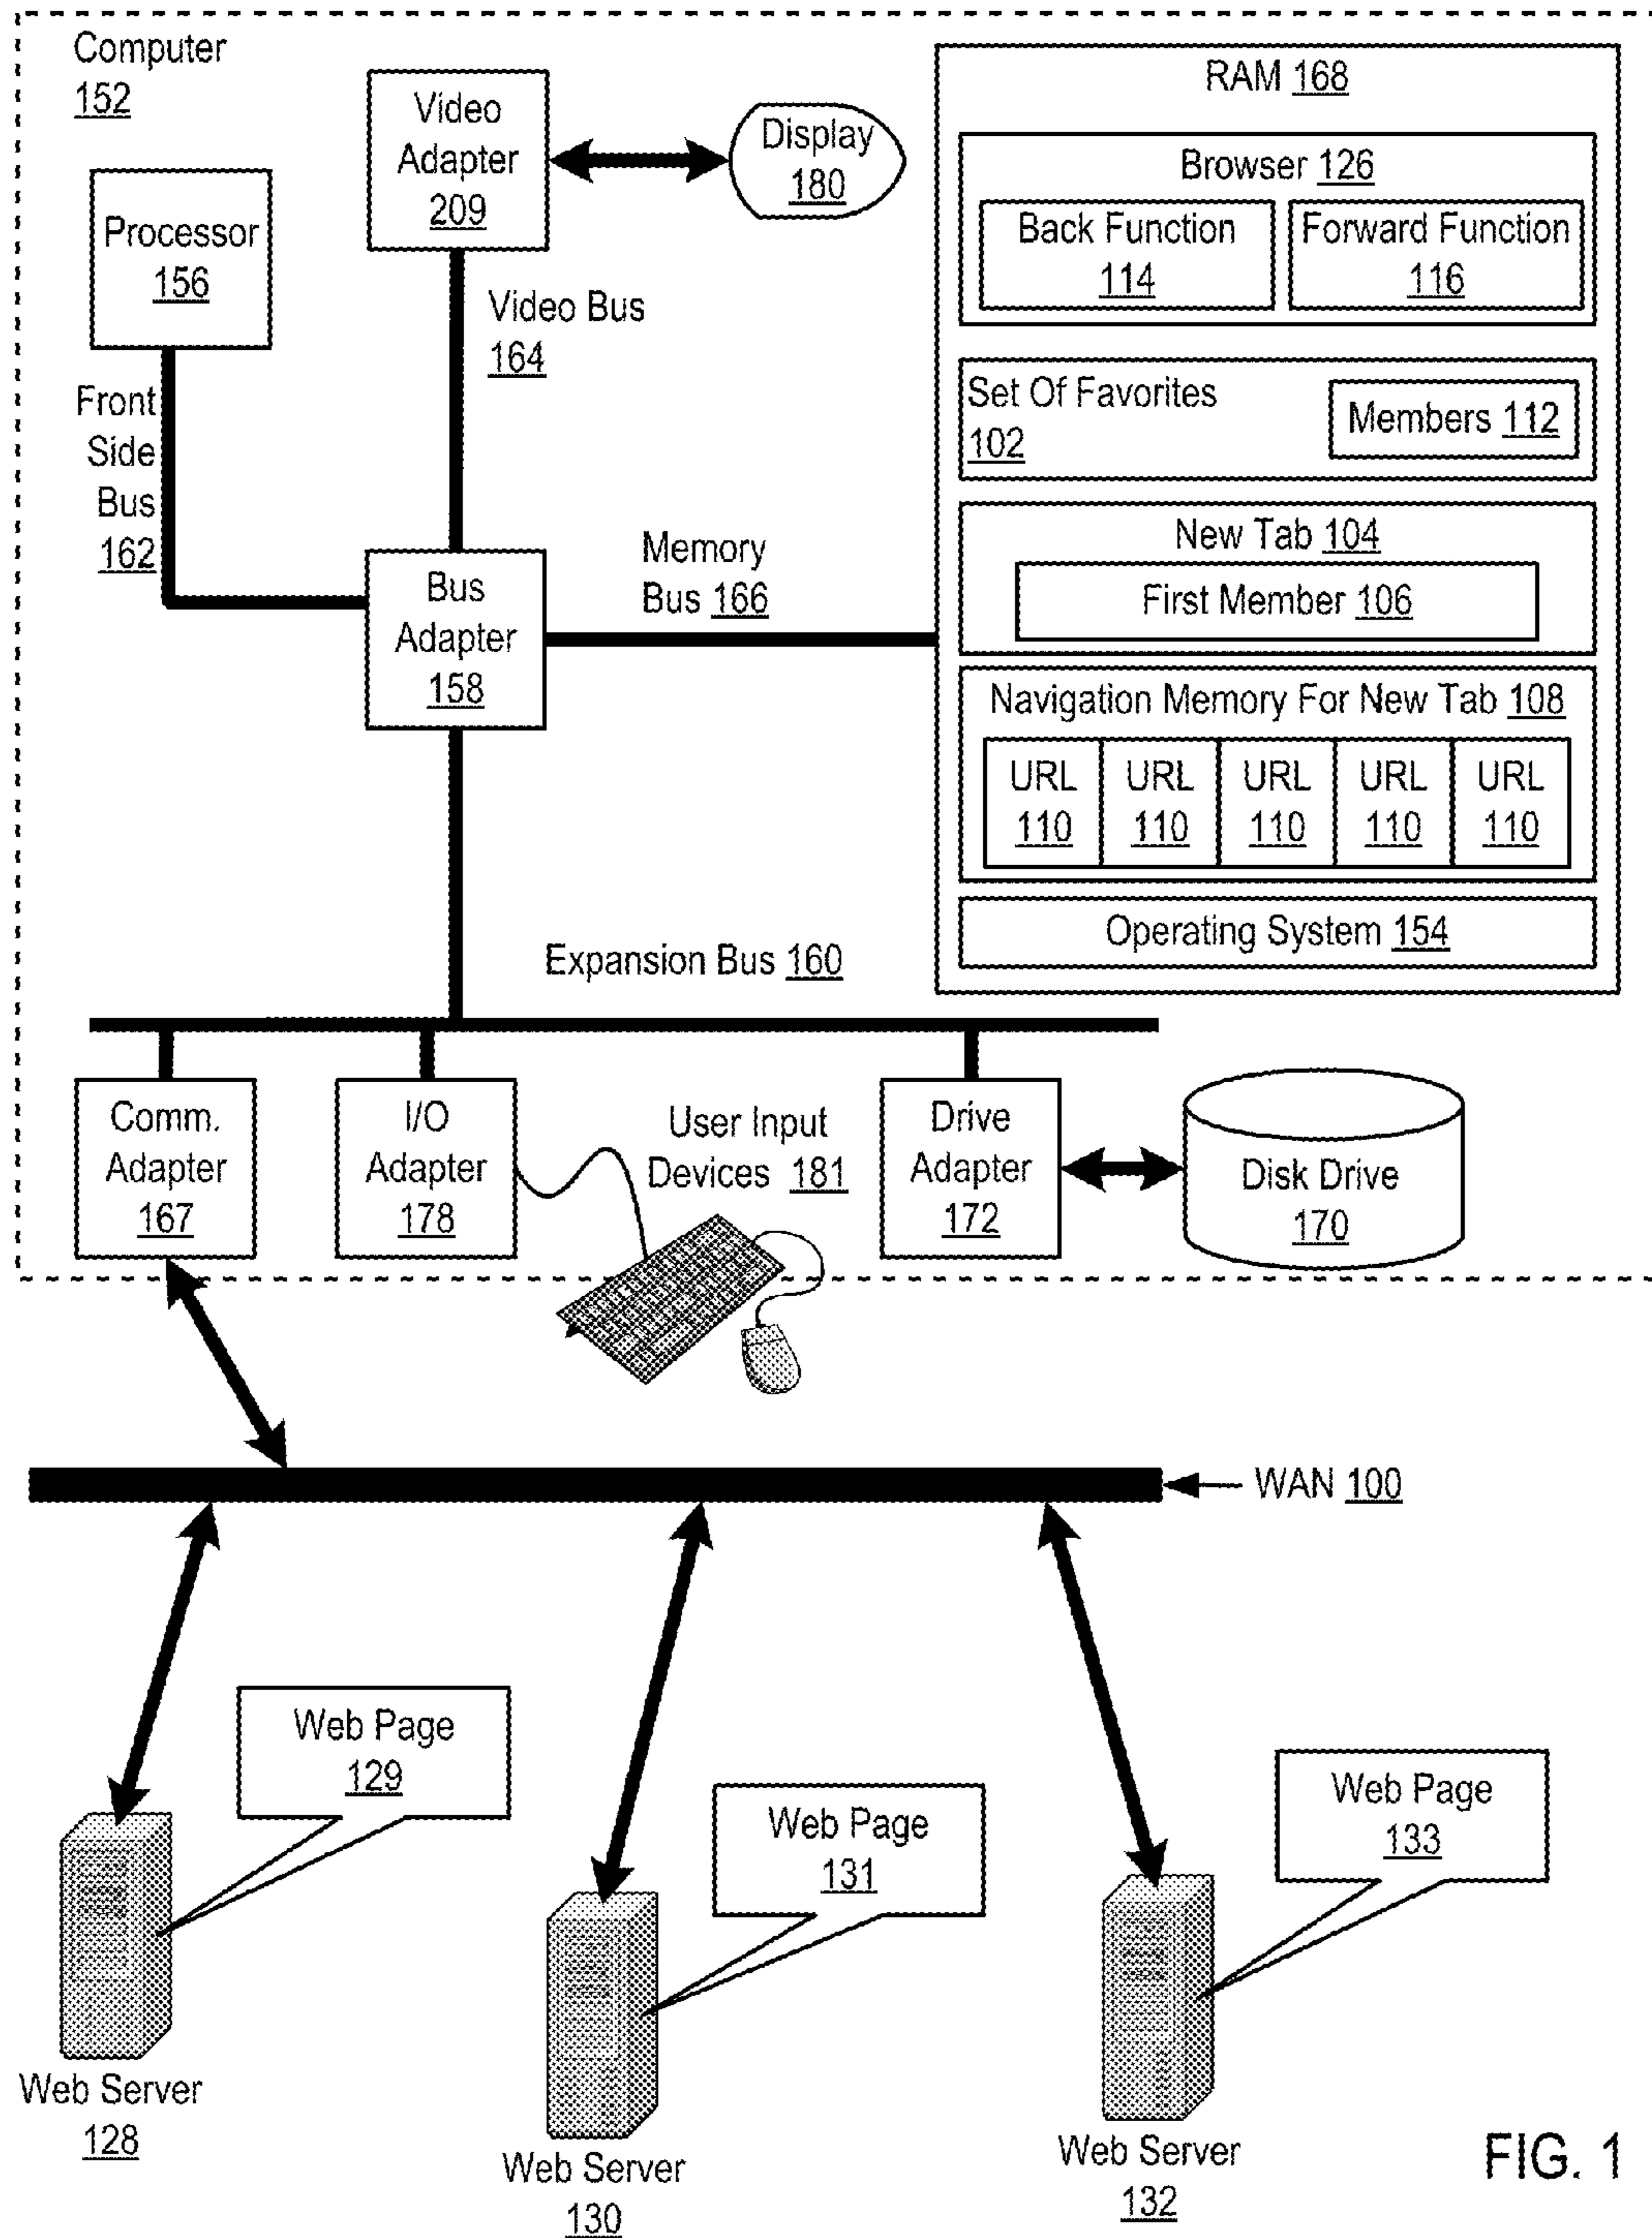 Computer
152
Video
Adapter
209
Display
180
Processor
156
Video Bus
164
Front
Side
Bus
162
Bus
Adapter
158
Memory
Bus 166
RAM 168
Browser 126
Back Function
114
Forward Function
116
Set Of Favorites
102
Members 112
New Tab 104
First Member 106
Navigation Memory For New Tab 108
URL URL URL URL URL
110 110 110 110 110
Operating System 154
Expansion Bus 160
Comm.
Adapter
167
I/O
Adapter
178
User Input
Devices 181
Drive
Adapter
172
Disk Drive
170
WAN 100
Web Page
129
Web Page
131
Web Page
133
Web Server
128
Web Server
130
Web Server
132
FIG. 1